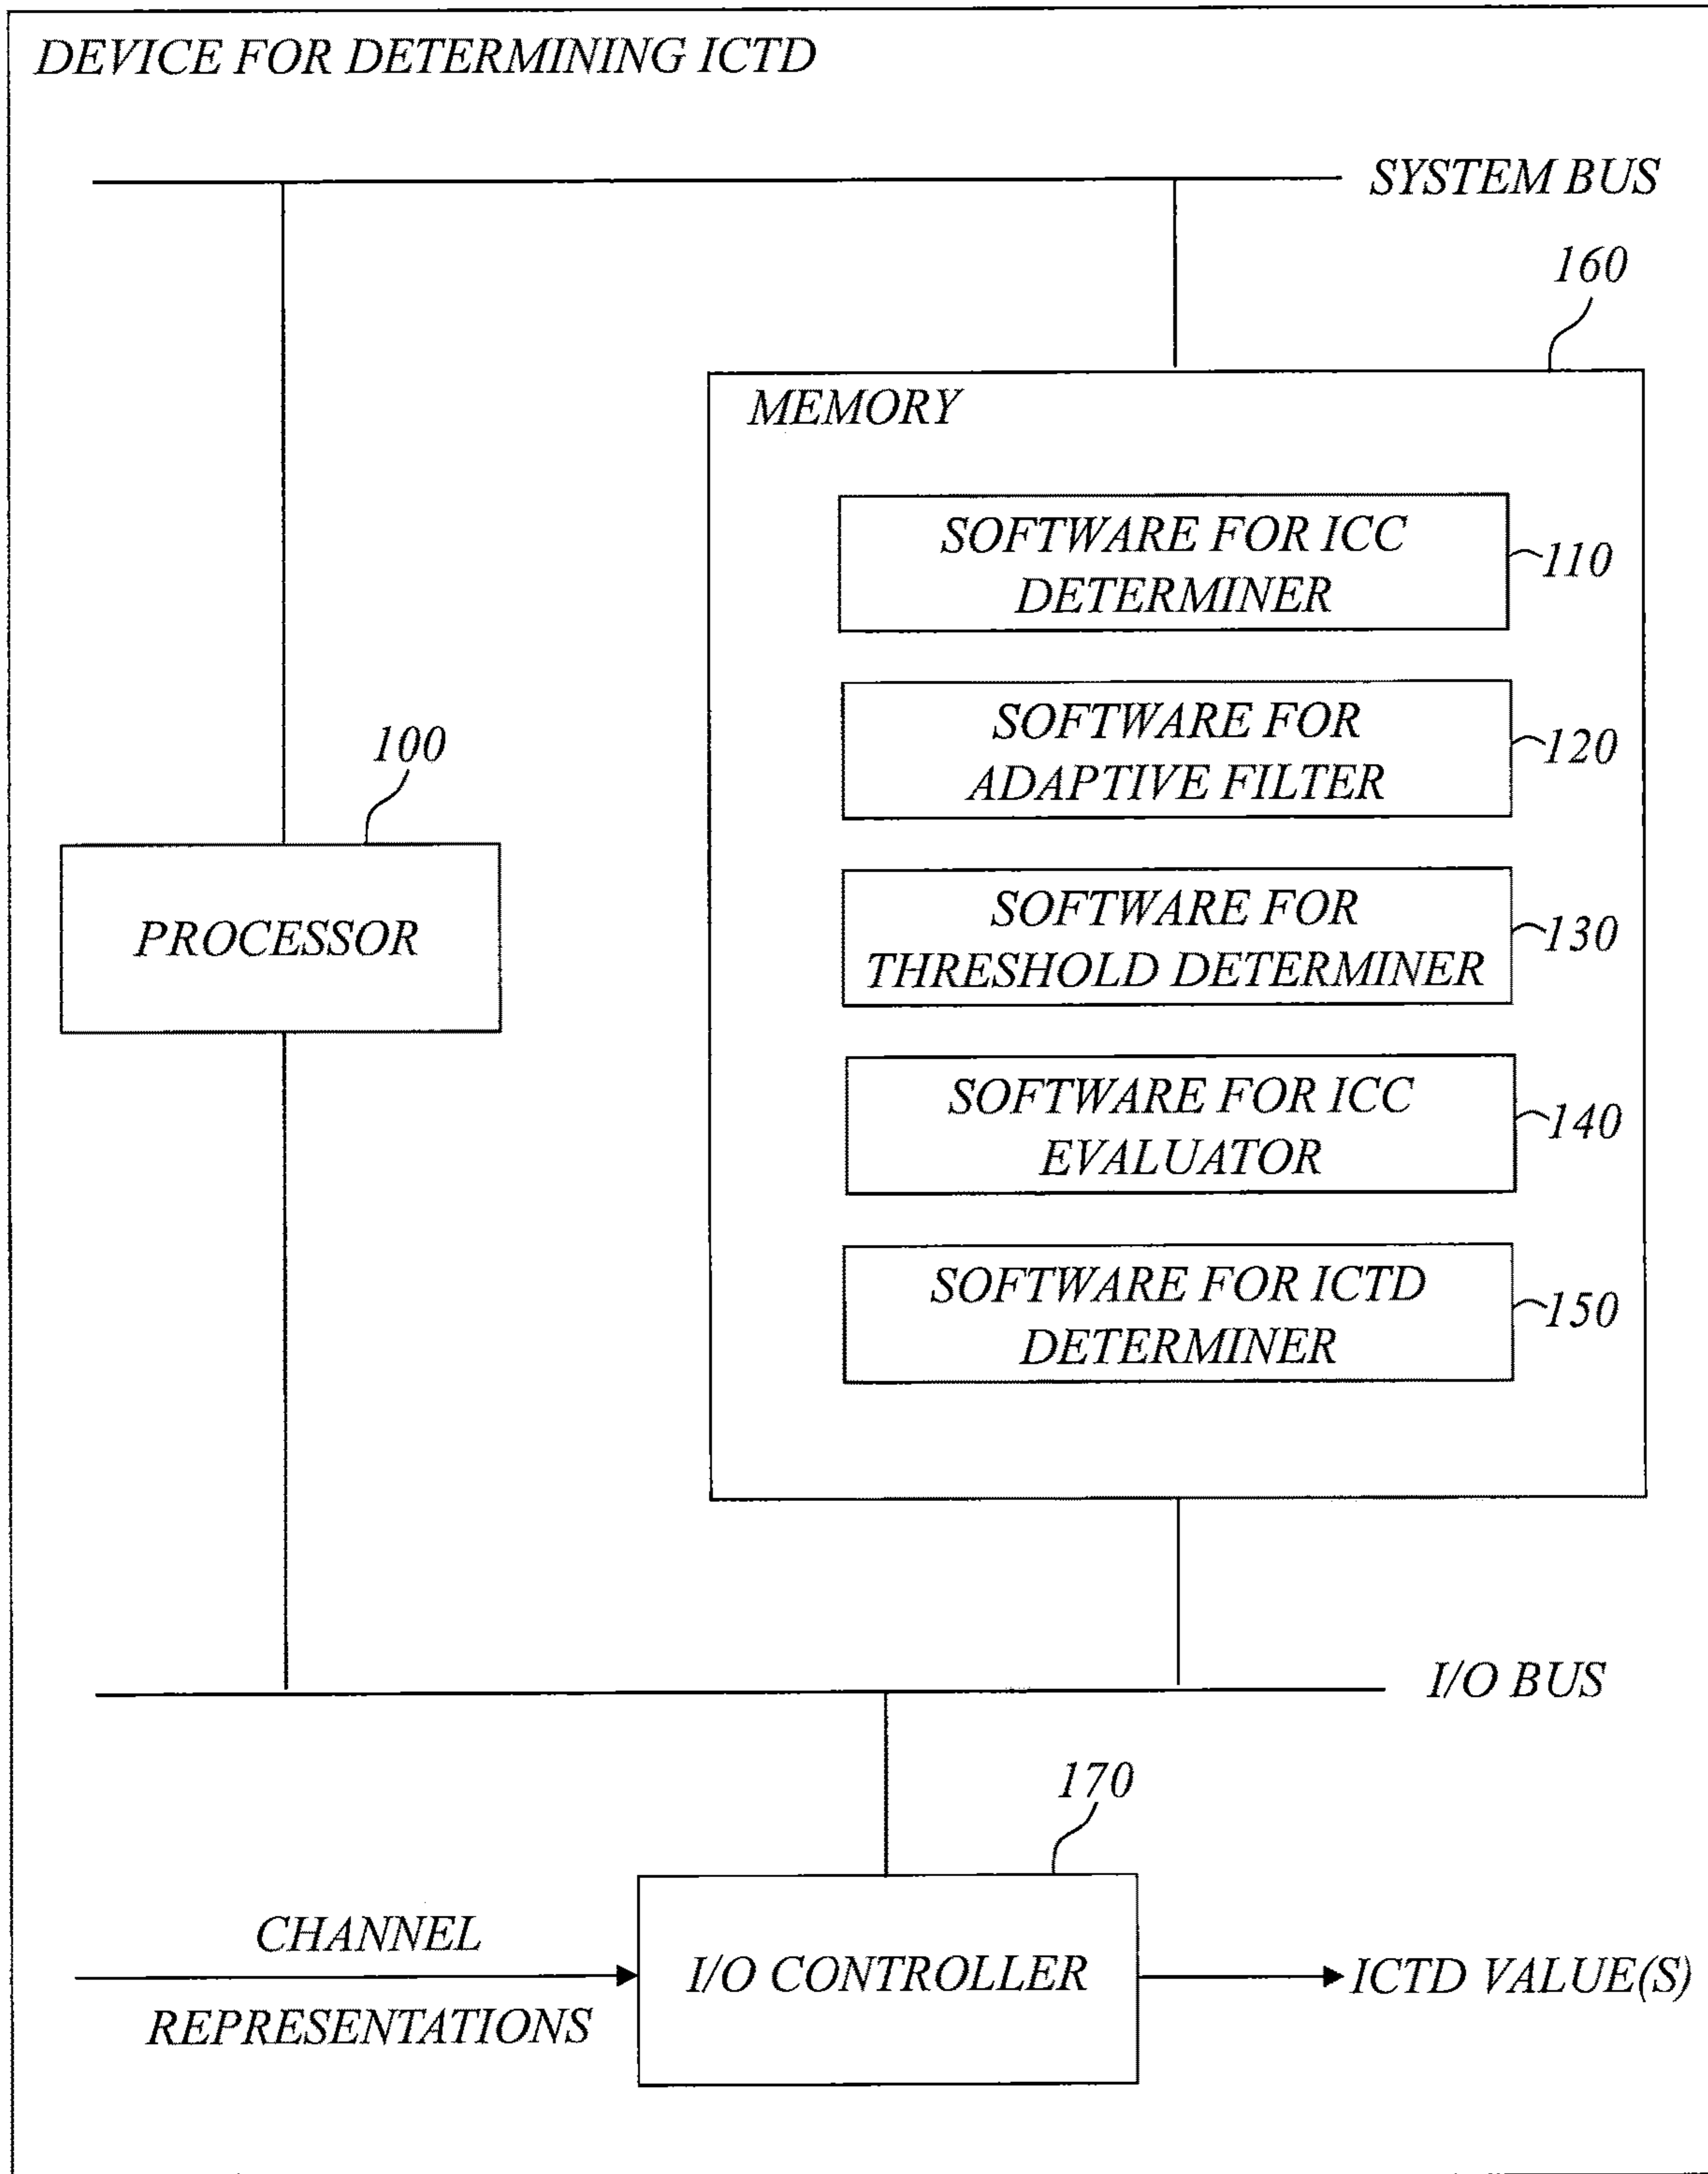 DEVICE FOR DETERMINING ICTD
SYSTEM BUS
160
MEMORY
SOFTWARE FOR ICC
DETERMINER
110
SOFTWARE FOR
ADAPTIVE FILTER
120
100
PROCESSOR
SOFTWARE FOR
THRESHOLD DETERMINER
130
SOFTWARE FOR ICC
EVALUATOR
140
SOFTWARE FOR ICTD
DETERMINER
150
I/O BUS
170
CHANNEL
REPRESENTATIONS
I/O CONTROLLER
ICTD VALUE(S)